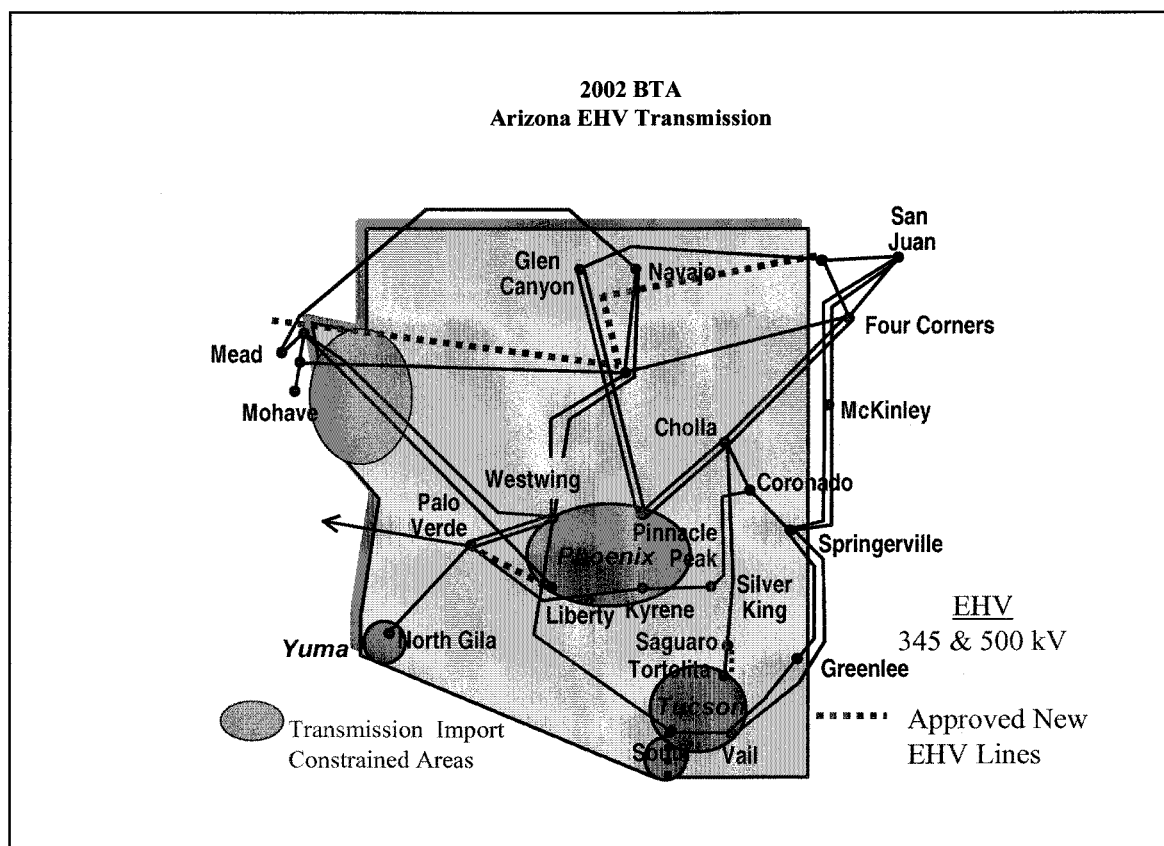 2002 BTA
Arizona EHV Transmission
San
Juan
Glen
Canyon
Navajo
Four Corners
Mead
Mohave
McKinley
Cholla
Westwing
Coronado
Palo
Verde
Pinnacle
Peak
Phoenix
Springerville
Silver
King
Liberty
Kyrene
EHV
345 & 500 kV
Yuma
North Gila
Saguaro
Tortolita
Greenlee
Tucson
Transmission Import
Constrained Areas
South
Vail
Approved New
EHV Lines